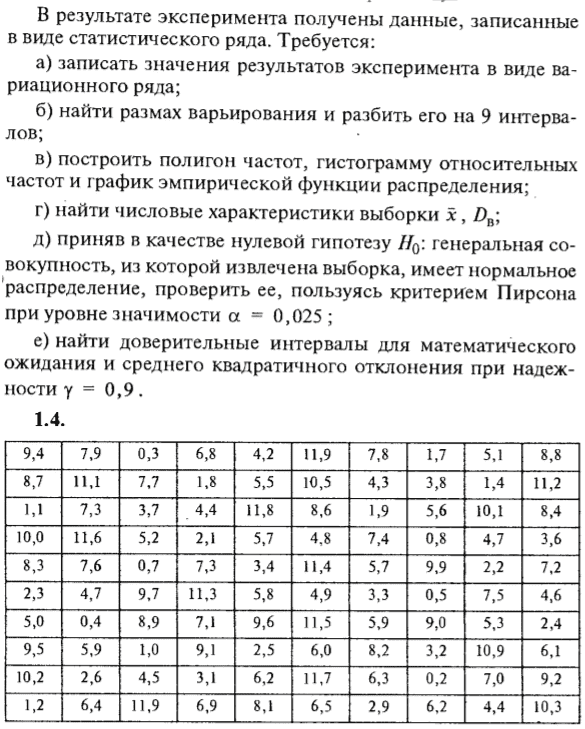 В результате эксперимента получены данные, записанные
в виде статистического ряда. Требуется:
а) записать значения результатов эксперимента в виде ва-
риационного ряда;
б) найти размах варьирования и разбить его на 9 интерва-
лов;
в) построить полигон частот, гистограмму относительных
частот и график эмпирической функции распределения;
г) найти числовые характеристики выборки x̄, Dв;
д) приняв в качестве нулевой гипотезу H₀: генеральная со-
вокупность, из которой извлечена выборка, имеет нормальное
распределение, проверить ее, пользуясь критерием Пирсона
при уровне значимости α = 0,025;
е) найти доверительные интервалы для математического
ожидания и среднего квадратичного отклонения при надеж-
ности γ = 0,9.
1.4.
9,4 7,9 0,3 6,8 4,2 11,9 7,8 1,7 5,1 8,8
8,7 11,1 7,7 1,8 5,5 10,5 4,3 3,8 1,4 11,2
1,1 7,3 3,7 4,4 11,8 8,6 1,9 5,6 10,1 8,4
10,0 11,6 5,2 2,1 5,7 4,8 7,4 0,8 4,7 3,6
8,3 7,6 0,7 7,3 3,4 11,4 5,7 9,9 2,2 7,2
2,3 4,7 9,7 11,3 5,8 4,9 3,3 0,5 7,5 4,6
5,0 0,4 8,9 7,1 9,6 11,5 5,9 9,0 5,3 2,4
9,5 5,9 1,0 9,1 2,5 6,0 8,2 3,2 10,9 6,1
10,2 2,6 4,5 3,1 6,2 11,7 6,3 0,2 7,0 9,2
1,2 6,4 11,9 6,9 8,1 6,5 2,9 6,2 4,4 10,3